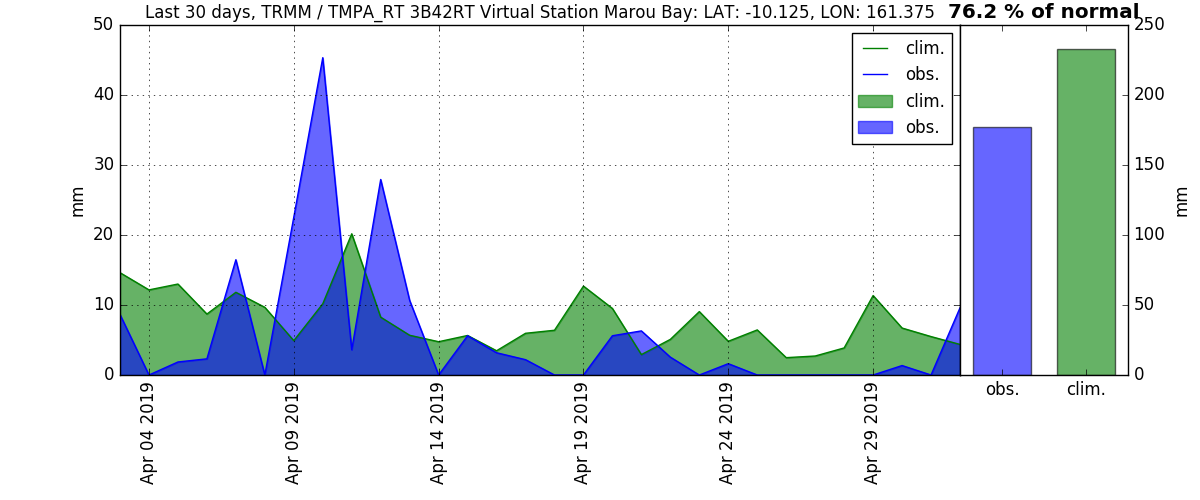 Last 30 days, TRMM / TMPA_RT 3B42RT Virtual Station Marou Bay: LAT: -10.125, LON: 161.375
76.2 % of normal
50
40
30
20
10
0
mm
clim.
obs.
clim.
obs.
250
200
150
100
50
0
mm
obs.
clim.
Apr 04 2019
Apr 09 2019
Apr 14 2019
Apr 19 2019
Apr 24 2019
Apr 29 2019